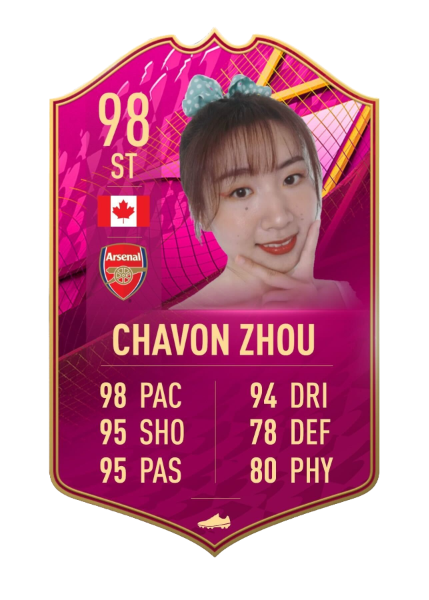 98
ST
Arsenal
CHAVON ZHOU
98 PAC
94 DRI
95 SHO
78 DEF
95 PAS
80 PHY